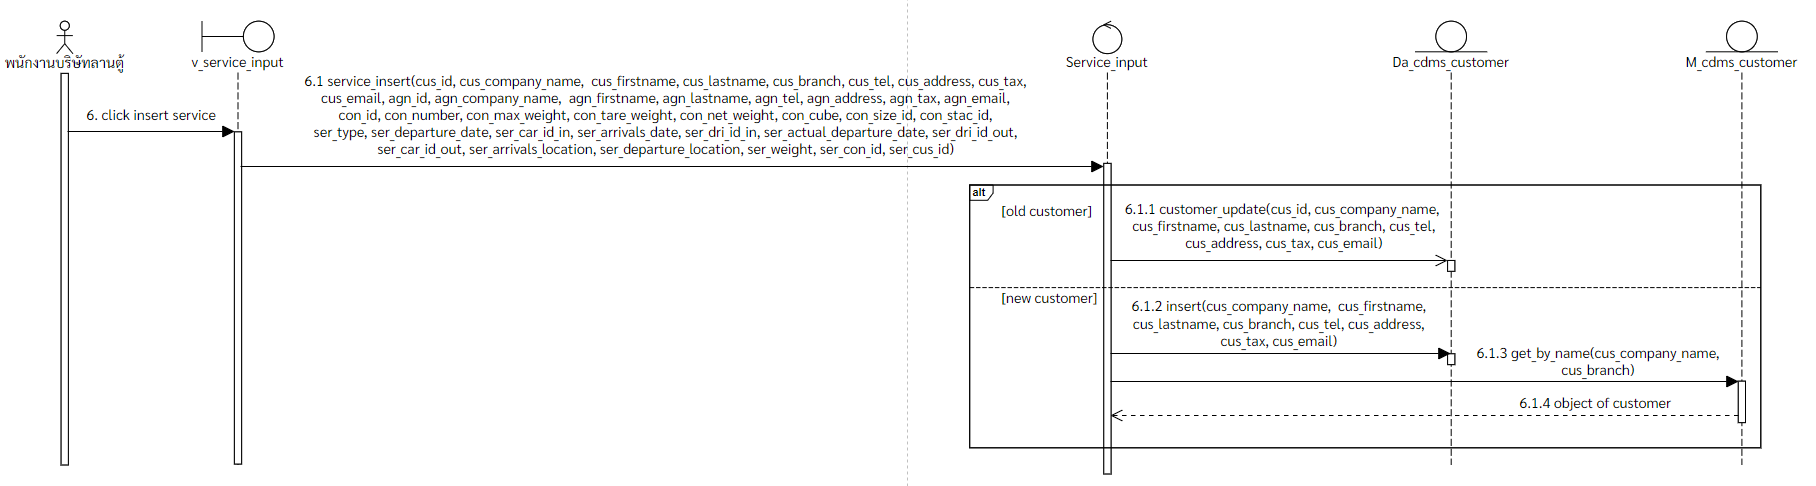 พนักงานบริษัทลานตู้
v_service_input
Service_input
Da_cdms_customer
M_cdms_customer
6. click insert service
6.1 service_insert(cus_id, cus_company_name,  cus_firstname, cus_lastname, cus_branch, cus_tel, cus_address, cus_tax,
cus_email, agn_id, agn_company_name,  agn_firstname, agn_lastname, agn_tel, agn_address, agn_tax, agn_email,
con_id, con_number, con_max_weight, con_tare_weight, con_net_weight, con_cube, con_size_id, con_stac_id,
ser_type, ser_departure_date, ser_car_id_in, ser_arrivals_date, ser_dri_id_in, ser_actual_departure_date, ser_dri_id_out,
ser_car_id_out, ser_arrivals_location, ser_departure_location, ser_weight, ser_con_id, ser_cus_id)
alt
[old customer]
6.1.1 customer_update(cus_id, cus_company_name,
cus_firstname, cus_lastname, cus_branch, cus_tel,
cus_address, cus_tax, cus_email)
[new customer]
6.1.2 insert(cus_company_name,  cus_firstname,
cus_lastname, cus_branch, cus_tel, cus_address,
cus_tax, cus_email)
6.1.3 get_by_name(cus_company_name,
cus_branch)
6.1.4 object of customer